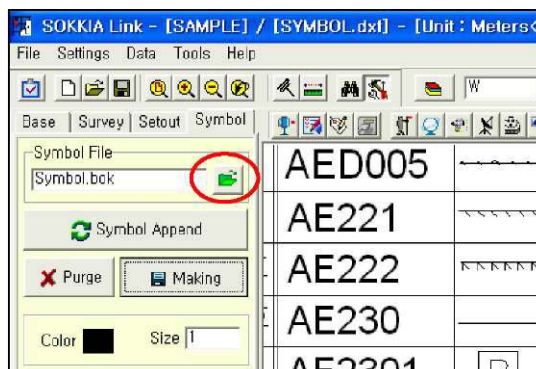 SOKKIA Link - [SAMPLE] / [SYMBOL.dxf] - [Unit : Meters<
File Settings Data Tools Help
W
Base Survey Setout Symbol
Symbol File
Symbol.bok
AED005
Symbol Append
AE221
Purge Making
AE222
AE230
Color Size 1
AE2301